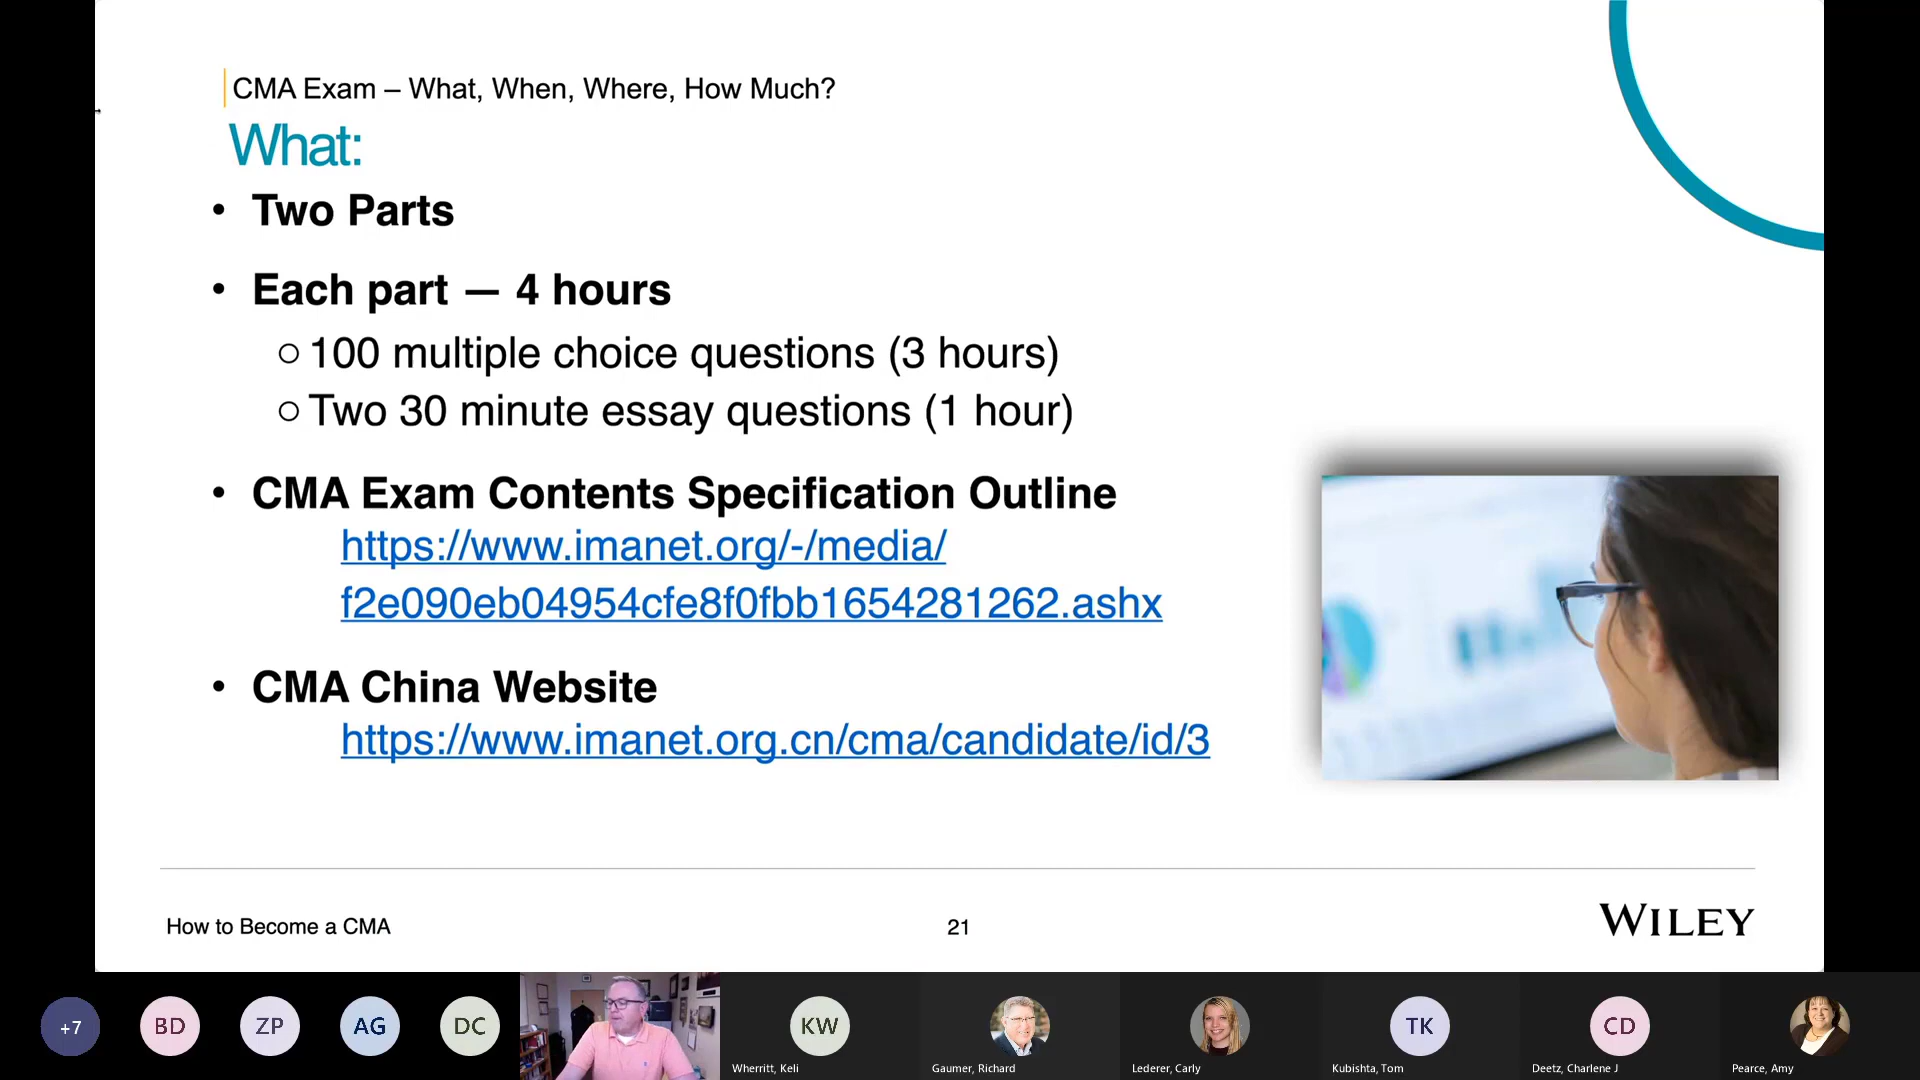 CMA Exam – What, When, Where, How Much?
What:
• Two Parts
• Each part — 4 hours
○ 100 multiple choice questions (3 hours)
○ Two 30 minute essay questions (1 hour)
• CMA Exam Contents Specification Outline
https://www.imanet.org/-/media/
f2e090eb04954cfe8f0fbb1654281262.ashx
• CMA China Website
https://www.imanet.org.cn/cma/candidate/id/3
How to Become a CMA
21
WILEY
+7
BD
ZP
AG
DC
KW
TK
CD
Wherritt, Keli
Gaumer, Richard
Lederer, Carly
Kubishta, Tom
Deetz, Charlene J
Pearce, Amy